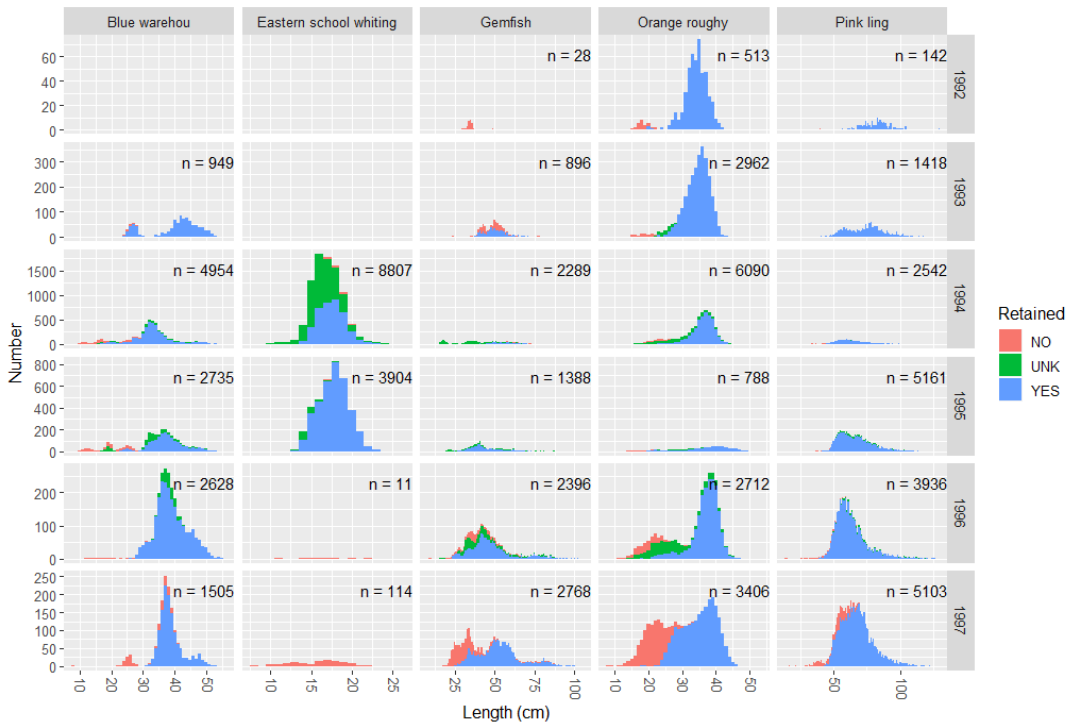 Blue warehou Eastern school whiting Gemfish Orange roughy Pink ling
60
40
20
0
n = 28 n = 513 n = 142
1992
300
200
100
0
n = 949 n = 896 n = 2962 n = 1418
1993
1500
1000
500
0
n = 4954 n = 8807 n = 2289 n = 6090 n = 2542
1994
800
600
400
200
0
n = 2735 n = 3904 n = 1388 n = 788 n = 5161
1995
200
100
0
n = 2628 n = 11 n = 2396 n = 2712 n = 3936
1996
250
200
150
100
50
0
n = 1505 n = 114 n = 2768 n = 3406 n = 5103
1997
10 20 30 40 50 10 15 20 25 25 50 75 100 10 20 30 40 50 50 100
Length (cm)
Number
Retained
NO
UNK
YES